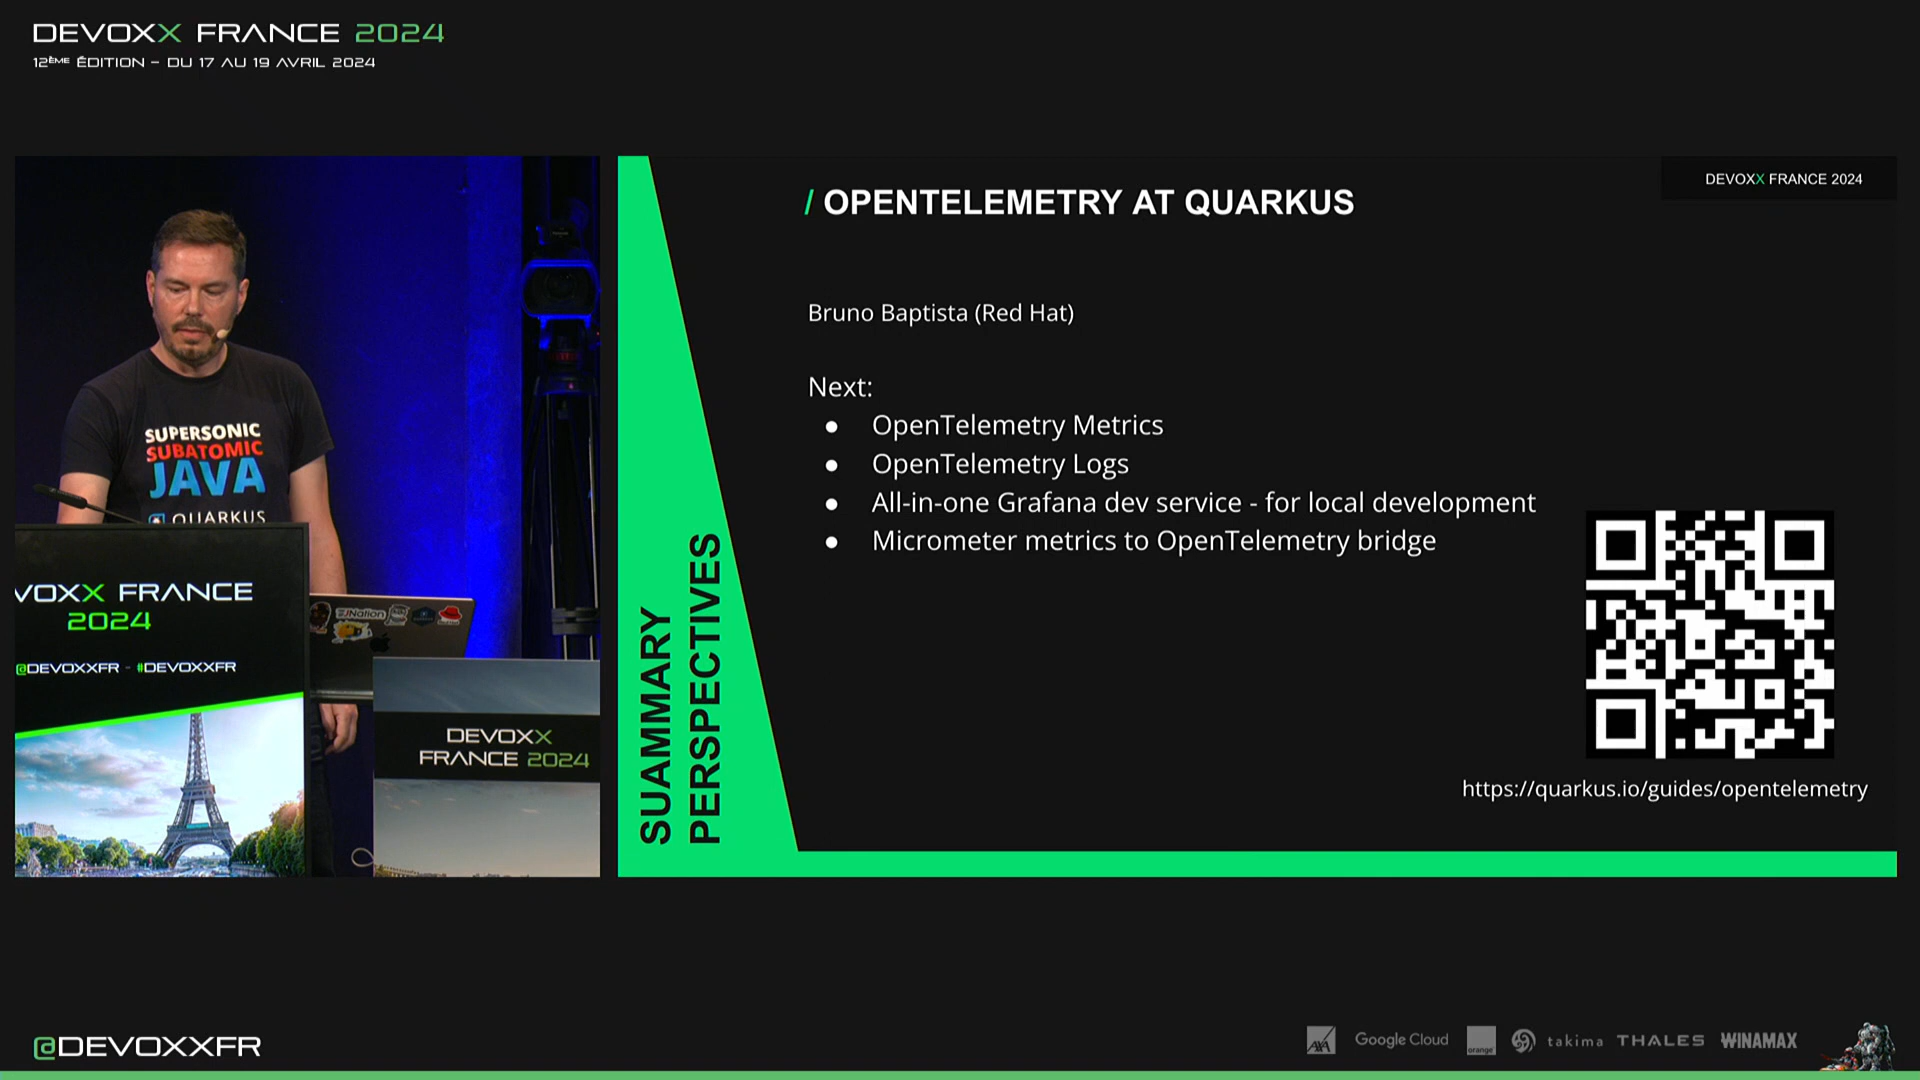 DEVOXX FRANCE 2024
12ÈME ÉDITION - DU 17 AU 19 AVRIL 2024
SUPERSONIC
SUBATOMIC
JAVA
QUARKUS
VOXX FRANCE
2024
@DEVOXXFR - #DEVOXXFR
DEVOXX
FRANCE 2024
DEVOXX FRANCE 2024
/ OPENTELEMETRY AT QUARKUS
Bruno Baptista (Red Hat)
Next:
● OpenTelemetry Metrics
● OpenTelemetry Logs
● All-in-one Grafana dev service - for local development
● Micrometer metrics to OpenTelemetry bridge
SUAMMARY
PERSPECTIVES
https://quarkus.io/guides/opentelemetry
@DEVOXXFR
AXA Google Cloud orange takima THALES WINAMAX